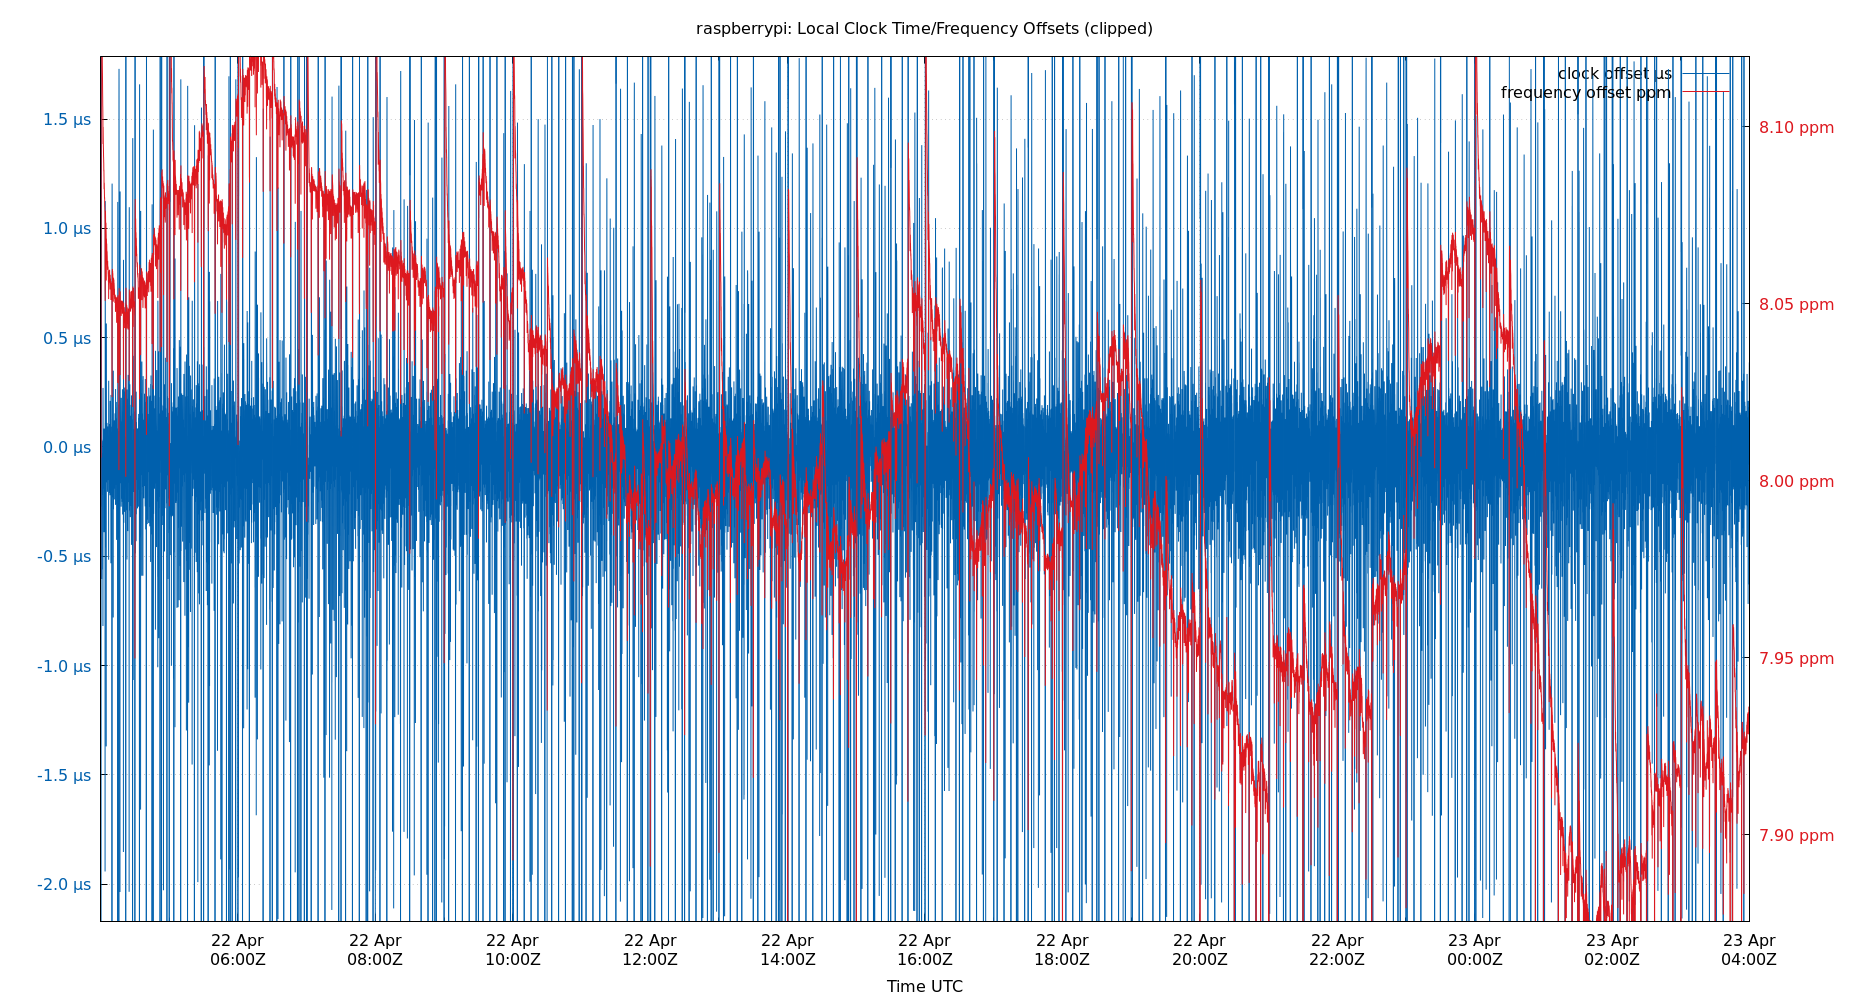 raspberrypi: Local Clock Time/Frequency Offsets (clipped)
clock offset µs
frequency offset ppm
1.5 µs
1.0 µs
0.5 µs
0.0 µs
-0.5 µs
-1.0 µs
-1.5 µs
-2.0 µs
8.10 ppm
8.05 ppm
8.00 ppm
7.95 ppm
7.90 ppm
22 Apr 22 Apr 22 Apr 22 Apr 22 Apr 22 Apr 22 Apr 22 Apr 22 Apr 23 Apr 23 Apr 23 Apr
06:00Z 08:00Z 10:00Z 12:00Z 14:00Z 16:00Z 18:00Z 20:00Z 22:00Z 00:00Z 02:00Z 04:00Z
Time UTC